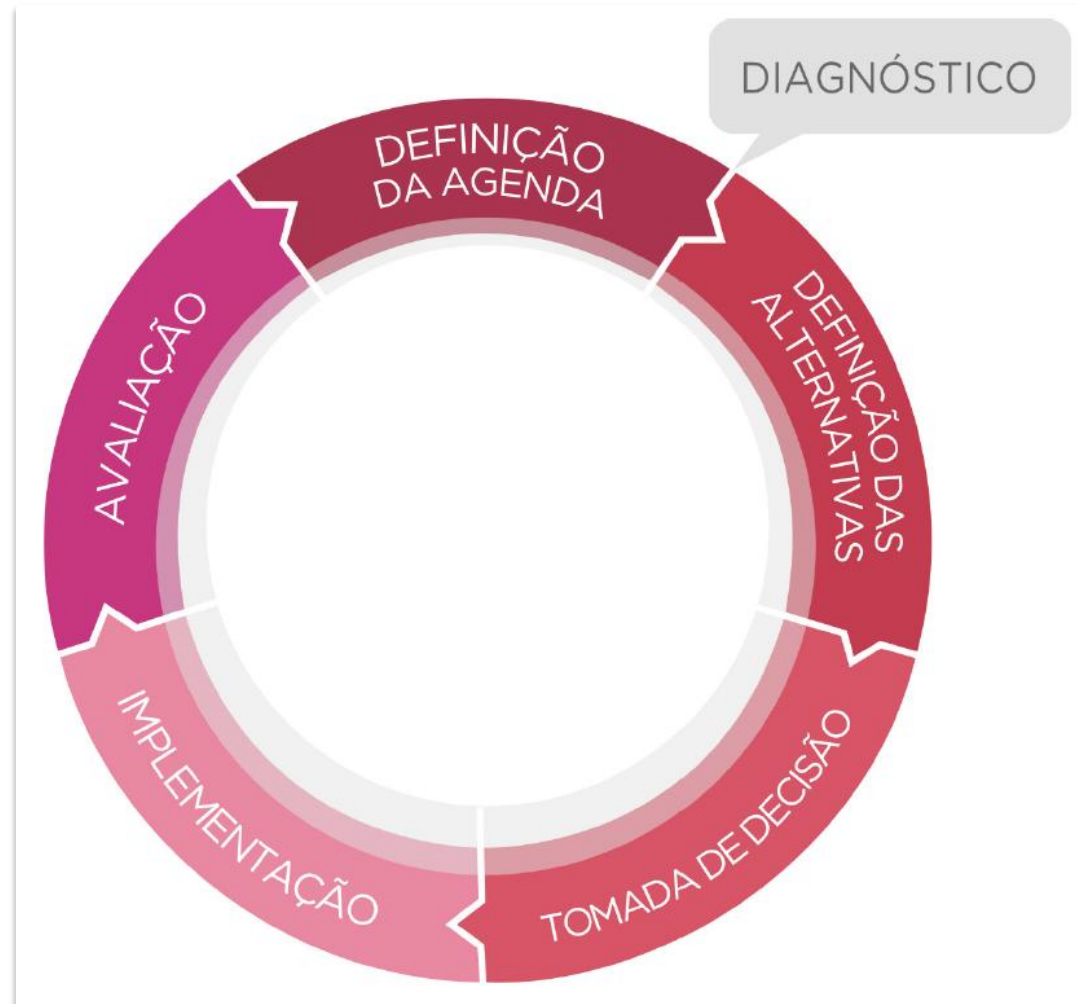 DIAGNÓSTICO
DEFINIÇÃO
DA AGENDA
DEFINIÇÃO DAS
ALTERNATIVAS
TOMADA DE DECISÃO
IMPLEMENTAÇÃO
AVALIAÇÃO